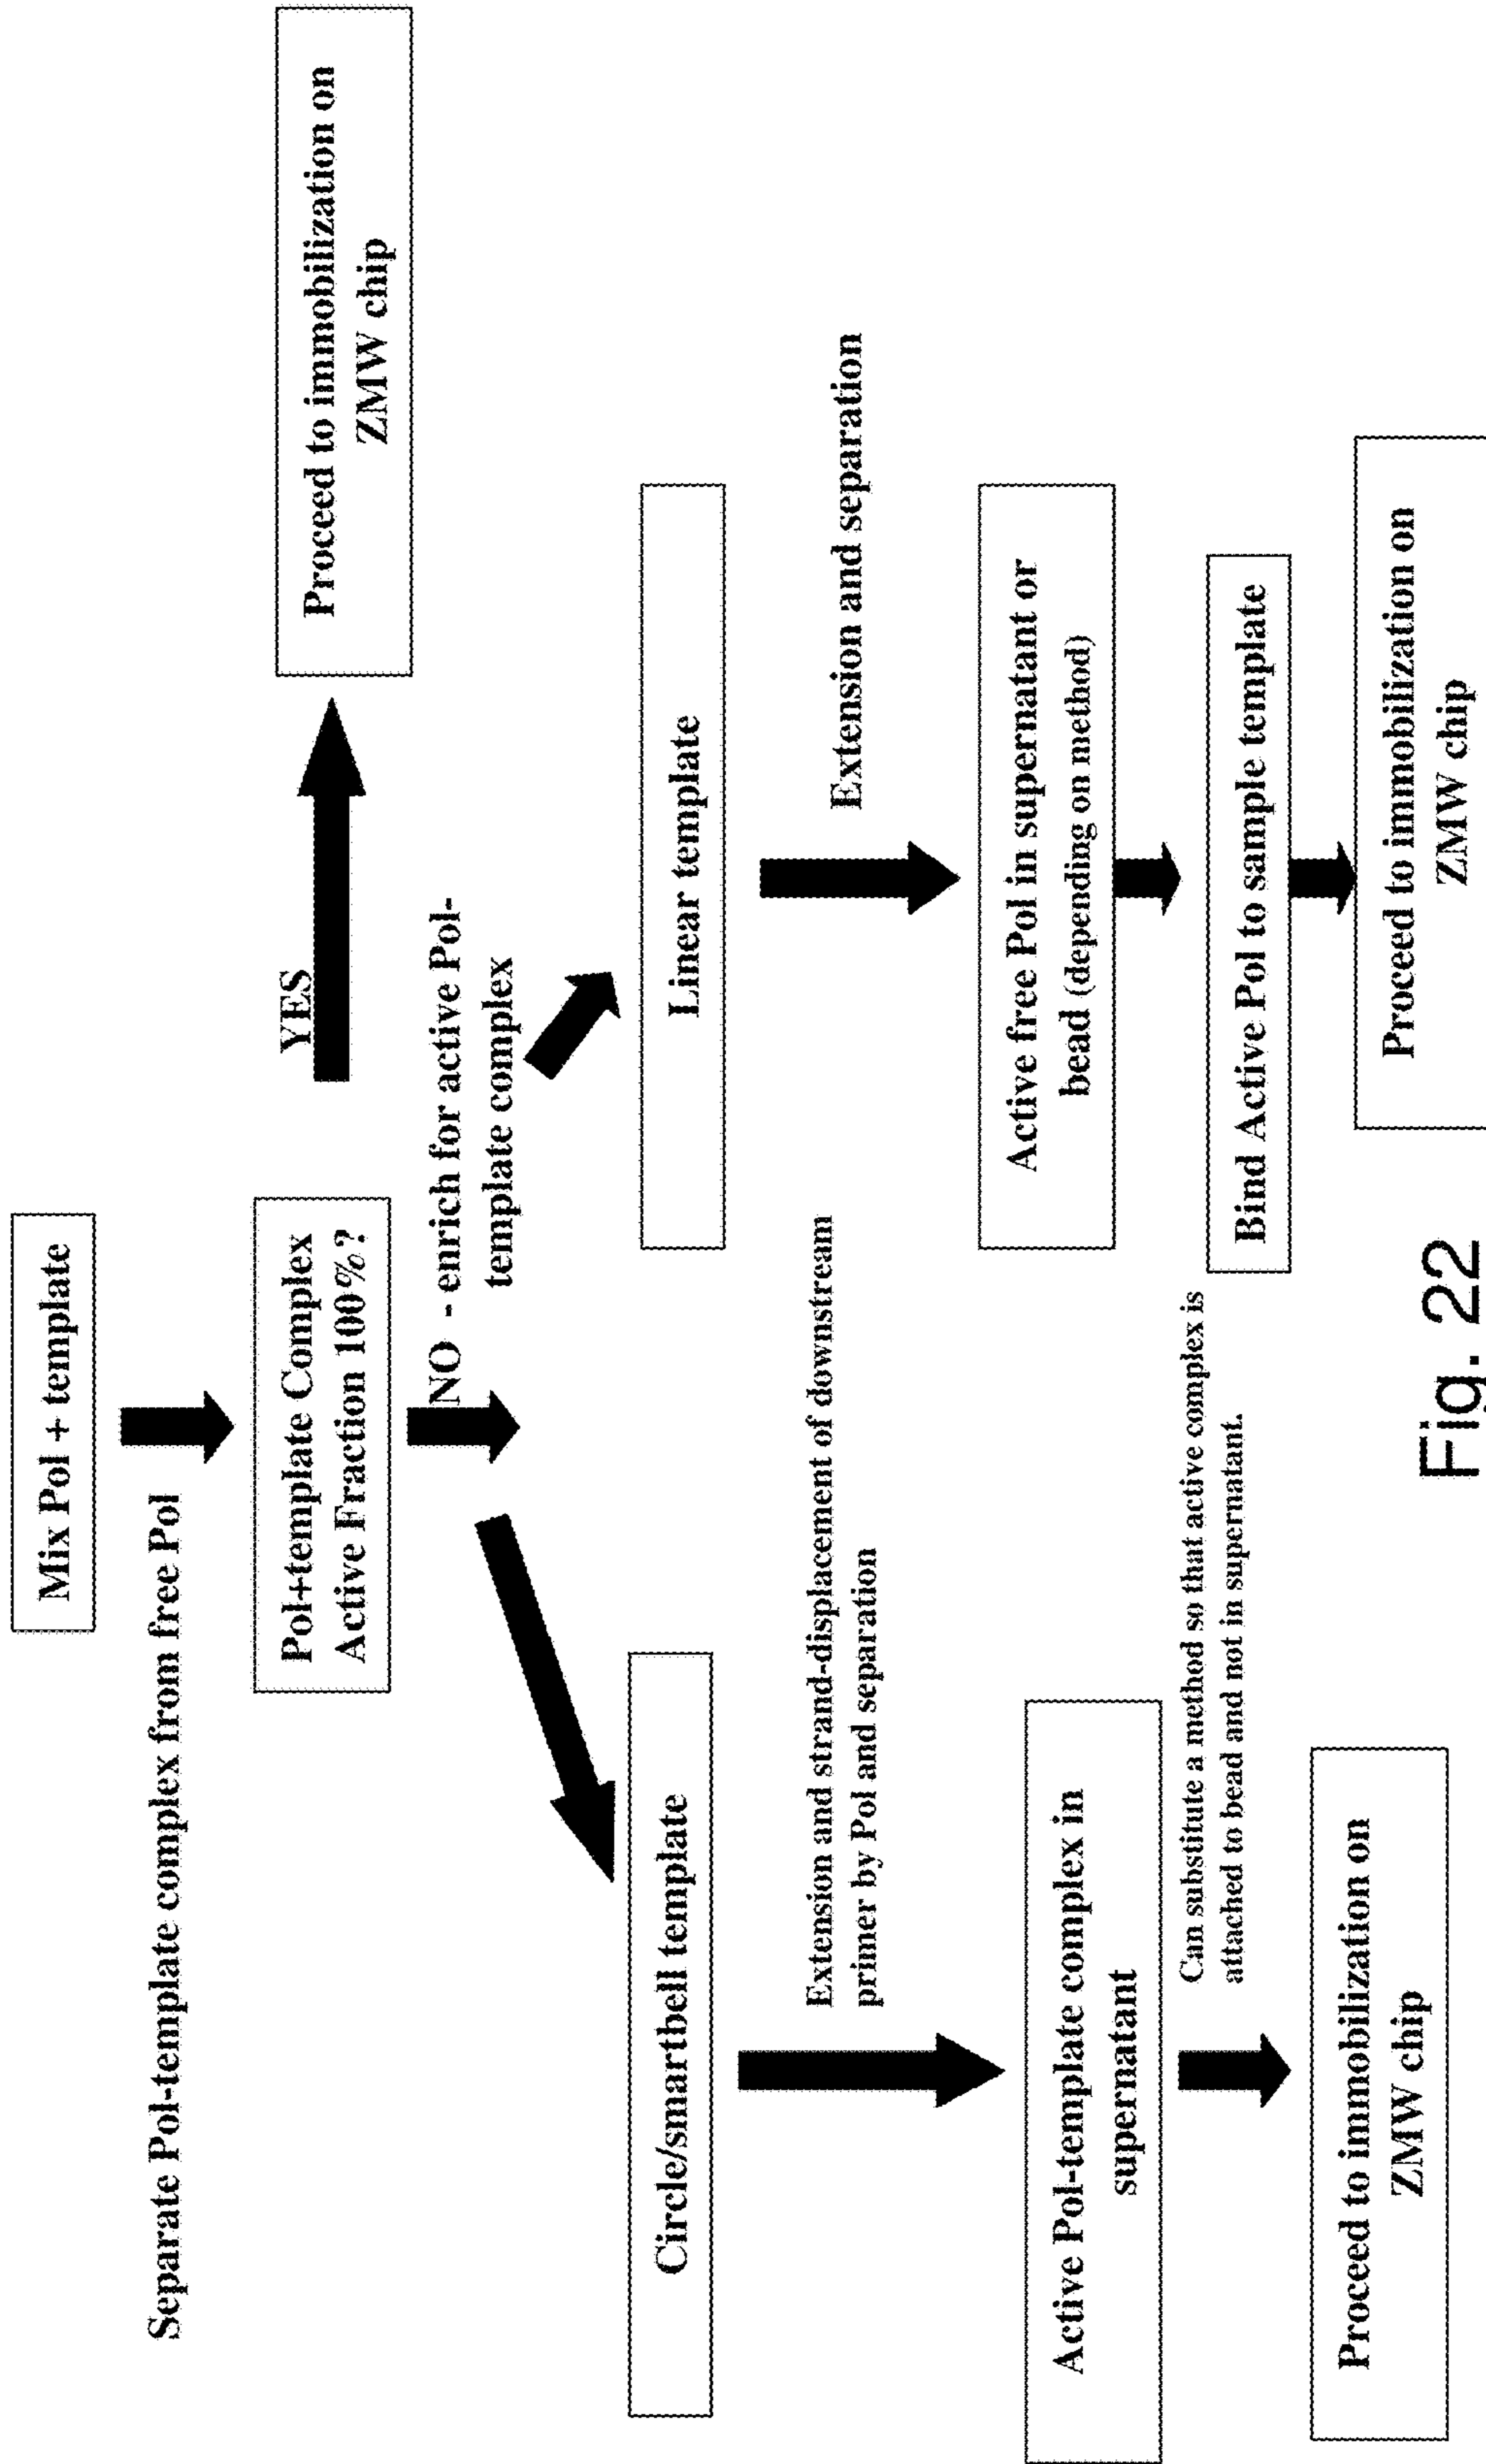 Mix Pol + template
Separate Pol-template complex from free Pol
Pol+template Complex
Active Fraction 100%?
YES
Proceed to immobilization on
ZMW chip
NO - enrich for active Pol-
template complex
Circle/smartbell template
Linear template
Extension and strand-displacement of downstream
primer by Pol and separation
Extension and separation
Active Pol-template complex in
supernatant
Active free Pol in supernatant or
bead (depending on method)
Can substitute a method so that active complex is
attached to bead and not in supernatant.
Bind Active Pol to sample template
Proceed to immobilization on
ZMW chip
Proceed to immobilization on
ZMW chip
Fig. 22